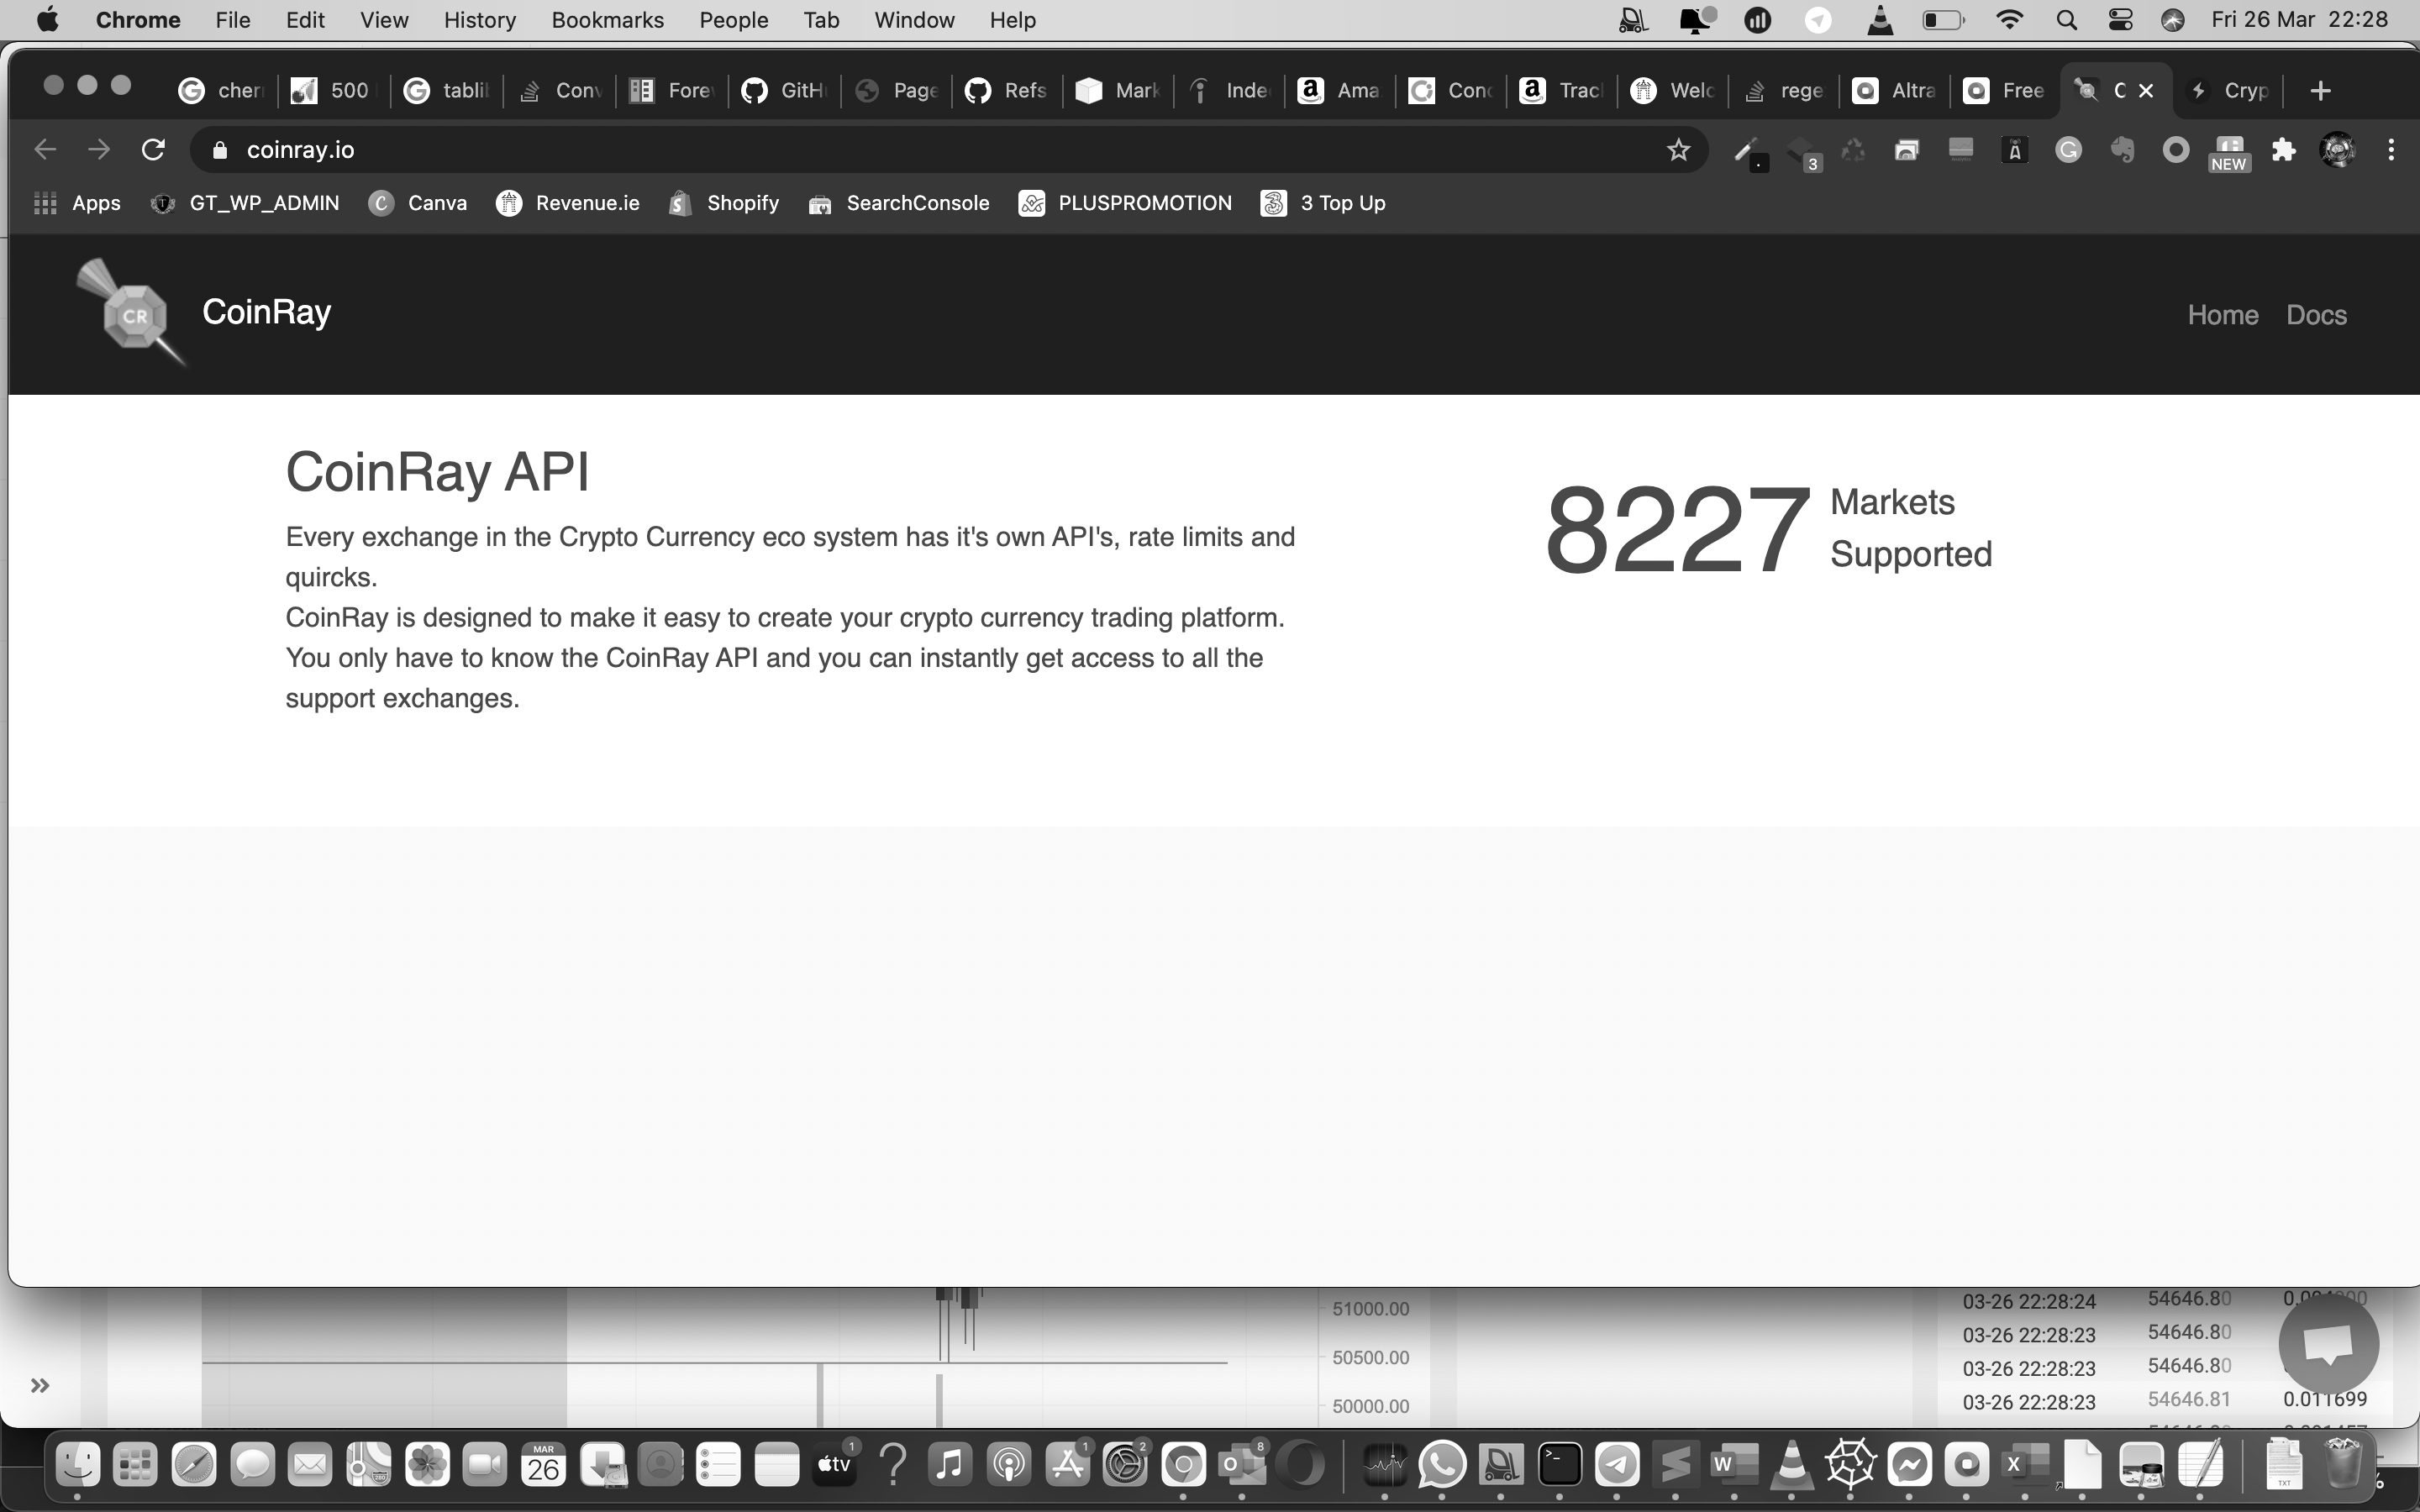 Chrome File Edit View History Bookmarks People Tab Window Help Fri 26 Mar 22:28
cher 500 tabli Conv Fore GitH Page Refs Mark Inde Ama Con Trac Welc rege Altra Free C Cryp
coinray.io
3 NEW
Apps GT_WP_ADMIN Canva Revenue.ie Shopify SearchConsole PLUSPROMOTION 3 Top Up
CR CoinRay Home Docs
CoinRay API
Every exchange in the Crypto Currency eco system has it's own API's, rate limits and
quircks.
CoinRay is designed to make it easy to create your crypto currency trading platform.
You only have to know the CoinRay API and you can instantly get access to all the
support exchanges.
8227 Markets
Supported
51000.00
50500.00
50000.00
03-26 22:28:24 54646.80
03-26 22:28:23 54646.80
03-26 22:28:23 54646.80
03-26 22:28:23 54646.81 0.011699
MAR
26
tv 1 1 2 8
W X TXT